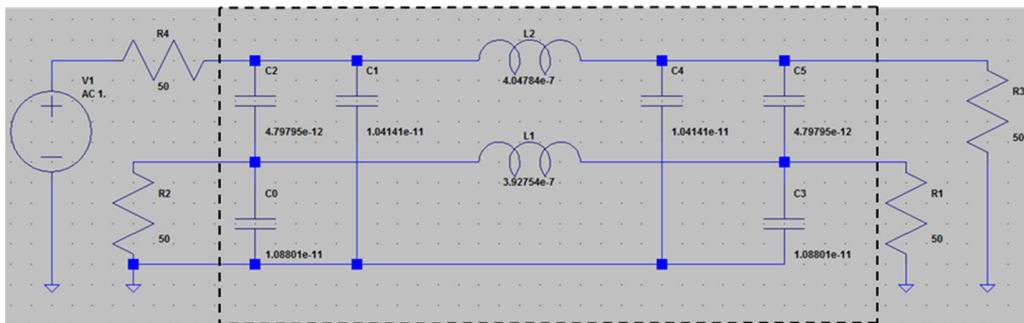 R4
50
V1
AC 1.
C2
4.79795e-12
C1
1.04141e-11
L2
4.04784e-7
C4
1.04141e-11
C5
4.79795e-12
R3
50
L1
3.92754e-7
R2
50
C0
1.08801e-11
C3
1.08801e-11
R1
50